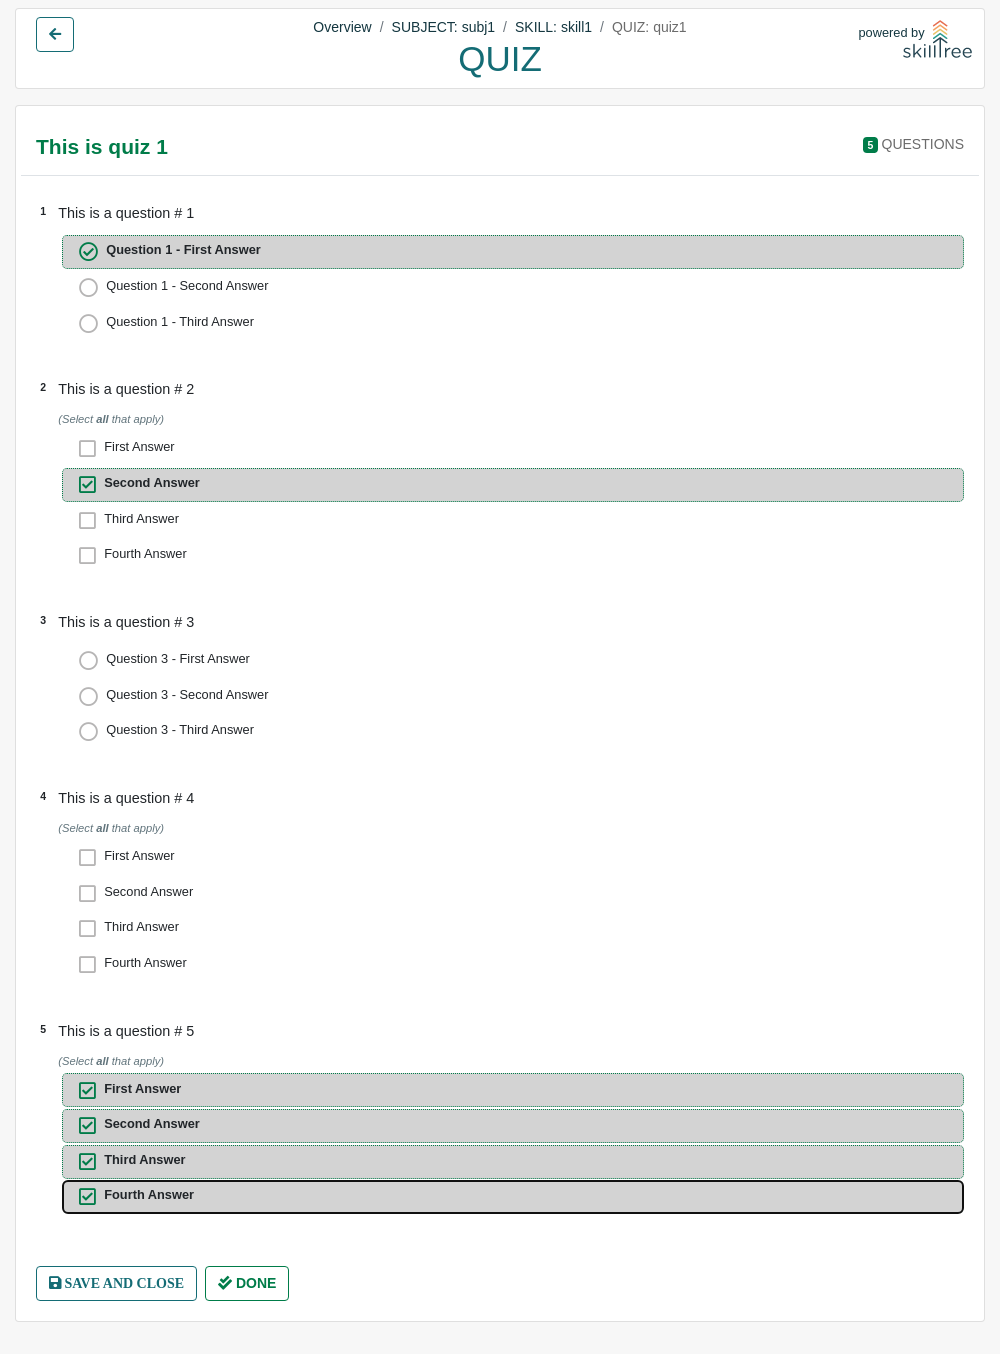 Overview / SUBJECT: subj1 / SKILL: skill1 / QUIZ: quiz1
QUIZ
powered by
skilltree
This is quiz 1
5 QUESTIONS
1 This is a question # 1
Question 1 - First Answer
Question 1 - Second Answer
Question 1 - Third Answer
2 This is a question # 2
(Select all that apply)
First Answer
Second Answer
Third Answer
Fourth Answer
3 This is a question # 3
Question 3 - First Answer
Question 3 - Second Answer
Question 3 - Third Answer
4 This is a question # 4
(Select all that apply)
First Answer
Second Answer
Third Answer
Fourth Answer
5 This is a question # 5
(Select all that apply)
First Answer
Second Answer
Third Answer
Fourth Answer
SAVE AND CLOSE
DONE